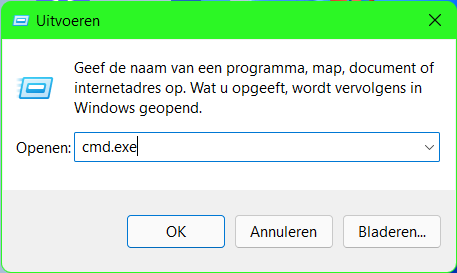 Uitvoeren
Geef de naam van een programma, map, document of
internetadres op. Wat u opgeeft, wordt vervolgens in
Windows geopend.
Openen: cmd.exe
OK Annuleren Bladeren...